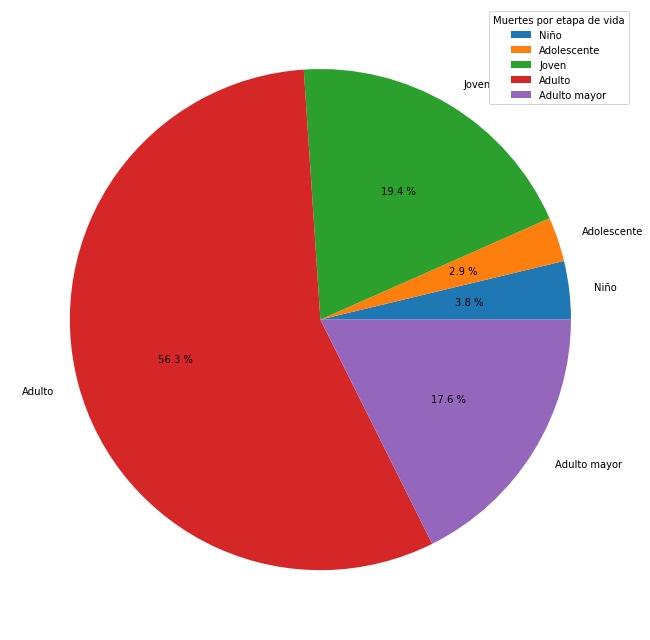 Muertes por etapa de vida
Niño
Adolescente
Joven
Adulto
Adulto mayor
Joven
19.4 %
Adolescente
2.9 %
Niño
3.8 %
56.3 %
Adulto
17.6 %
Adulto mayor